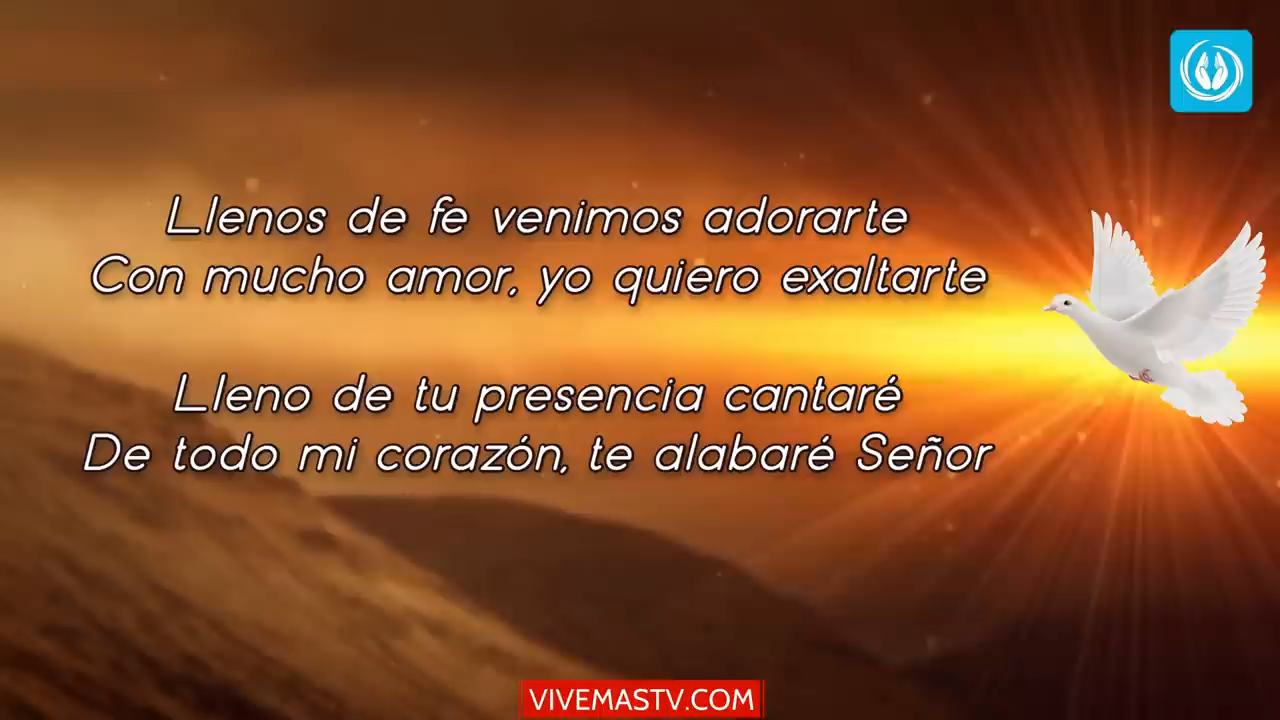 Llenos de fe venimos adorarte
Con mucho amor, yo quiero exaltarte
Lleno de tu presencia cantaré
De todo mi corazón, te alabaré Señor
VIVEMASTV.COM